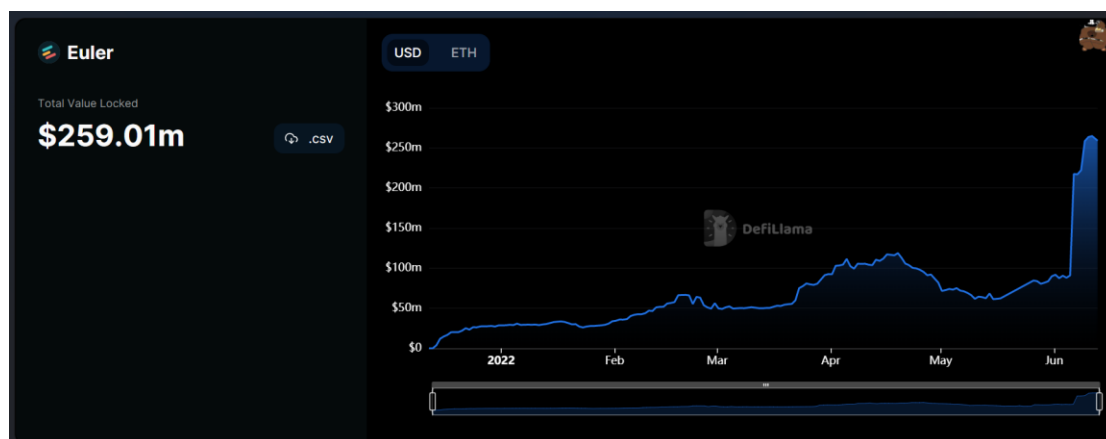 Euler
Total Value Locked
$259.01m
.csv
USD ETH
$300m
$250m
$200m
$150m
$100m
$50m
$0
DefiLlama
2022 Feb Mar Apr May Jun